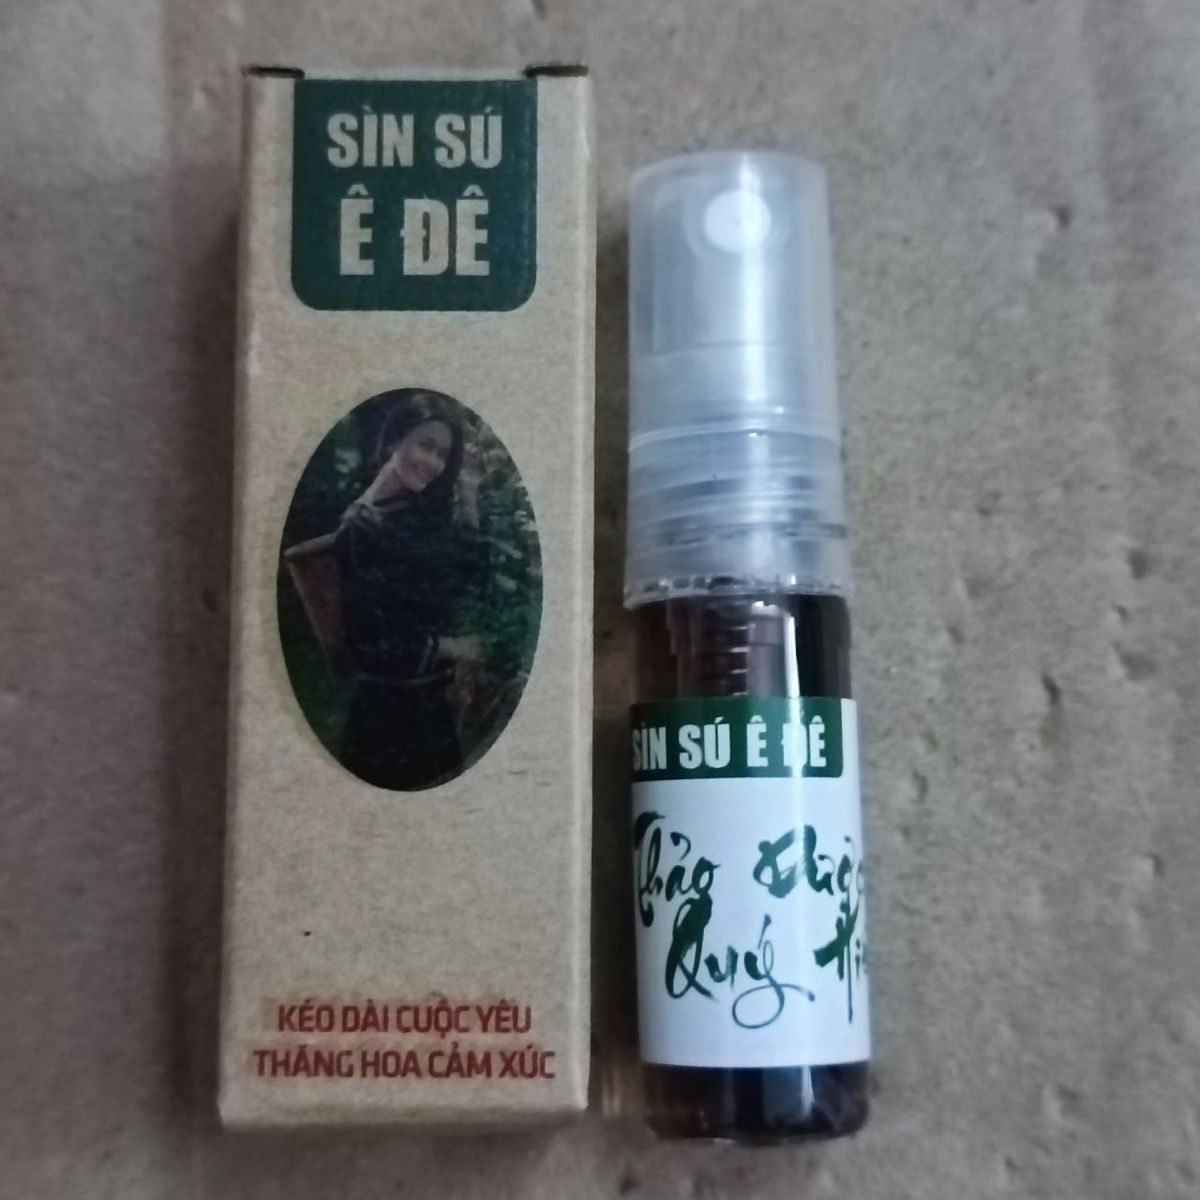 SÌN SÚ
Ê ĐÊ
KÉO DÀI CUỘC YÊU
THĂNG HOA CẢM XÚC
SÌN SÚ Ê ĐÊ
Thảo
Quý